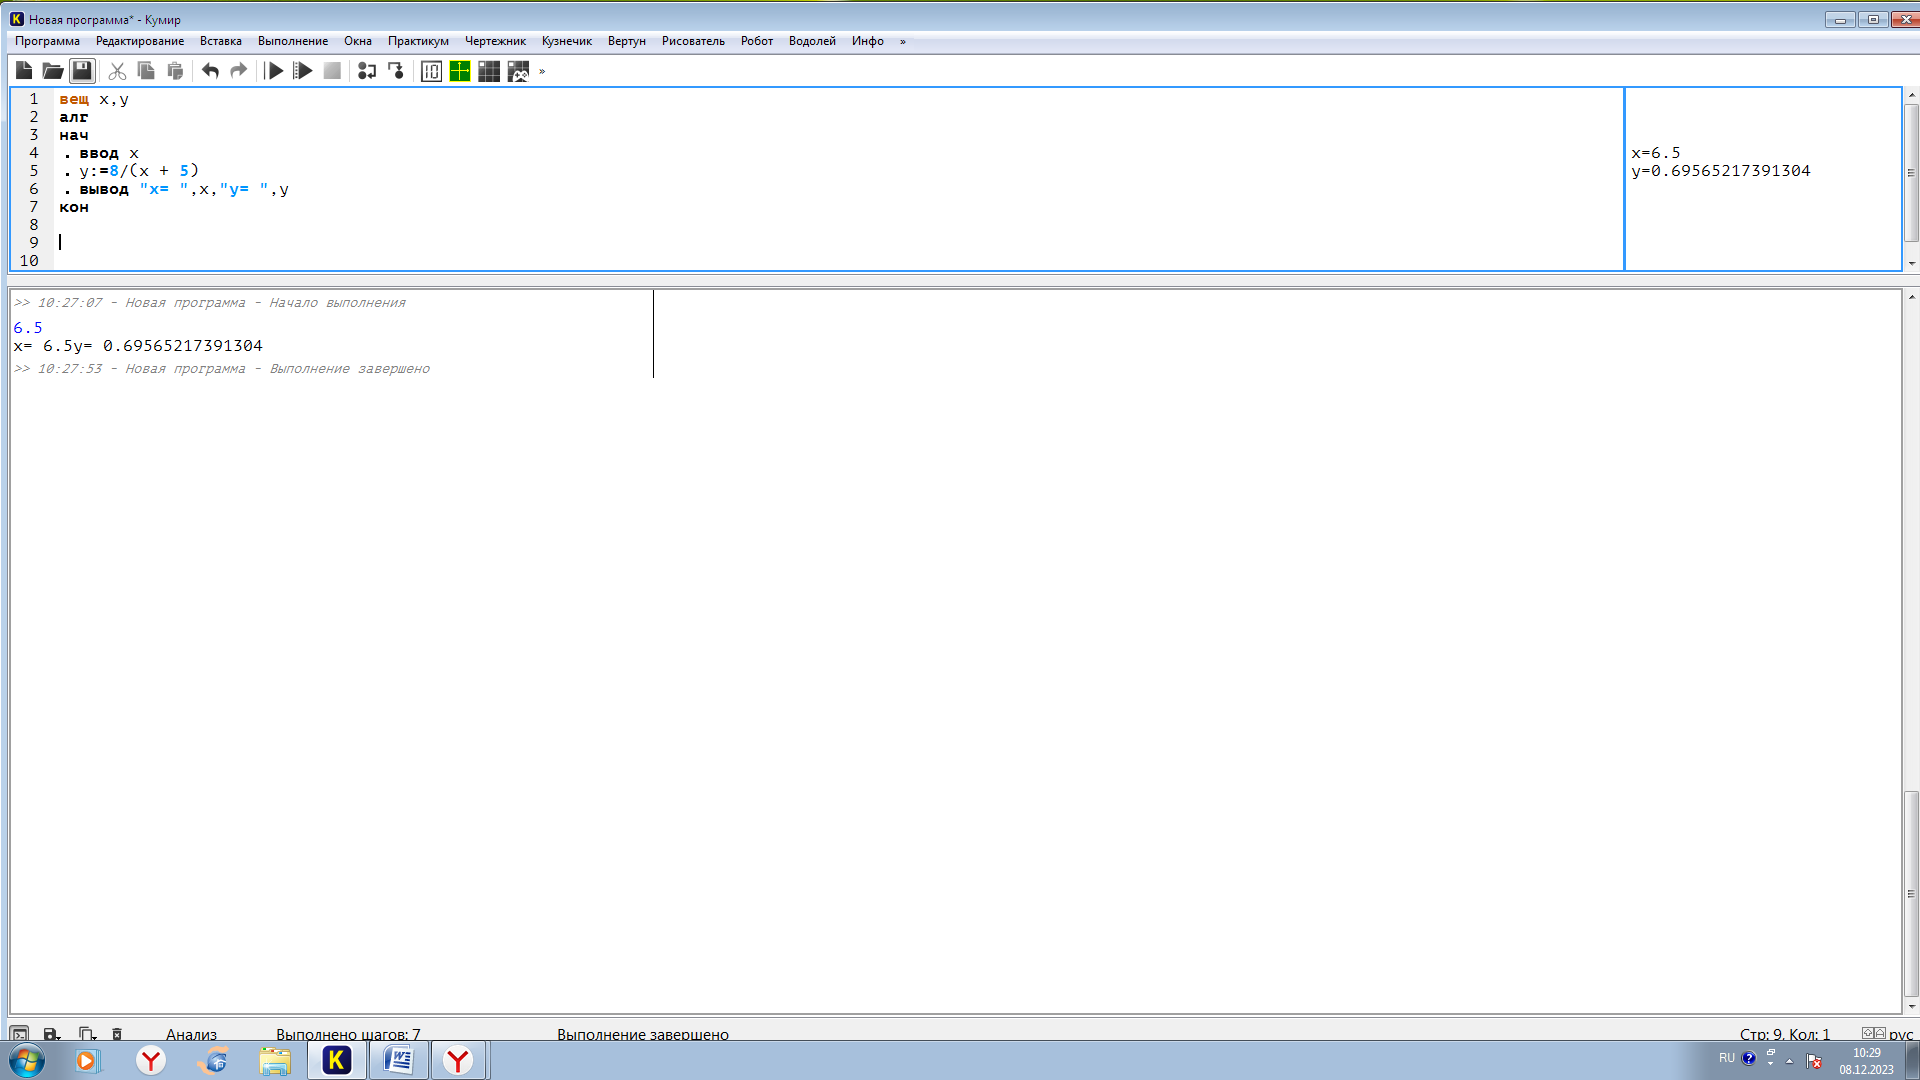 Новая программа* - Кумир
Программа Редактирование Вставка Выполнение Окна Практикум Чертежник Кузнечик Вертун Рисователь Робот Водолей Инфо »
»
1 вещ x,y
2 алг
3 нач
4 . ввод x
5 . y:=8/(x + 5)
6 . вывод "x= ",x,"y= ",y
7 кон
8
9
10
x=6.5
y=0.69565217391304
>> 10:27:07 - Новая программа - Начало выполнения
6.5
x= 6.5y= 0.69565217391304
>> 10:27:53 - Новая программа - Выполнение завершено
Анализ Выполнено шагов: 7 Выполнение завершено Стр: 9, Кол: 1 рус
RU 10:29
08.12.2023